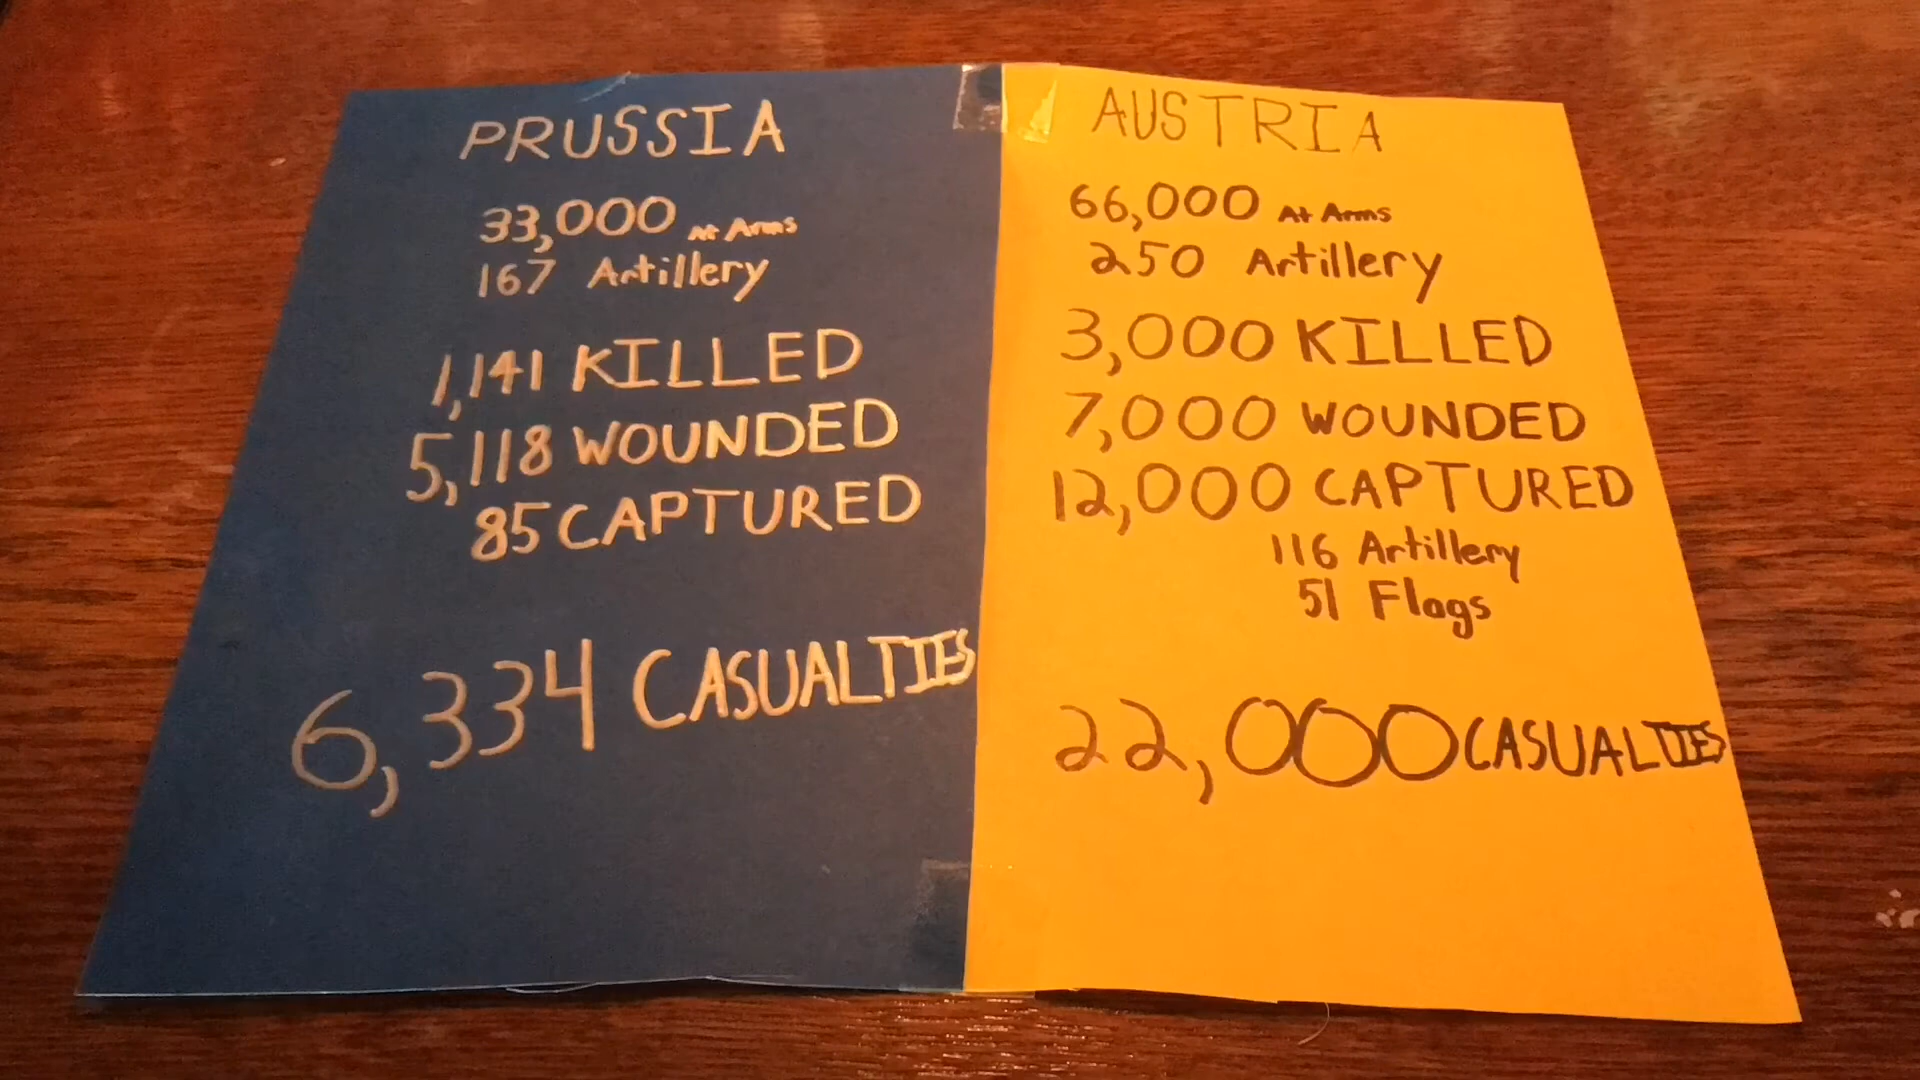 PRUSSIA
33,000 At Arms
167 Artillery
1,141 KILLED
5,118 WOUNDED
85 CAPTURED
6,334 CASUALTIES
AUSTRIA
66,000 At Arms
250 Artillery
3,000 KILLED
7,000 WOUNDED
12,000 CAPTURED
116 Artillery
51 Flags
22,000 CASUALTIES